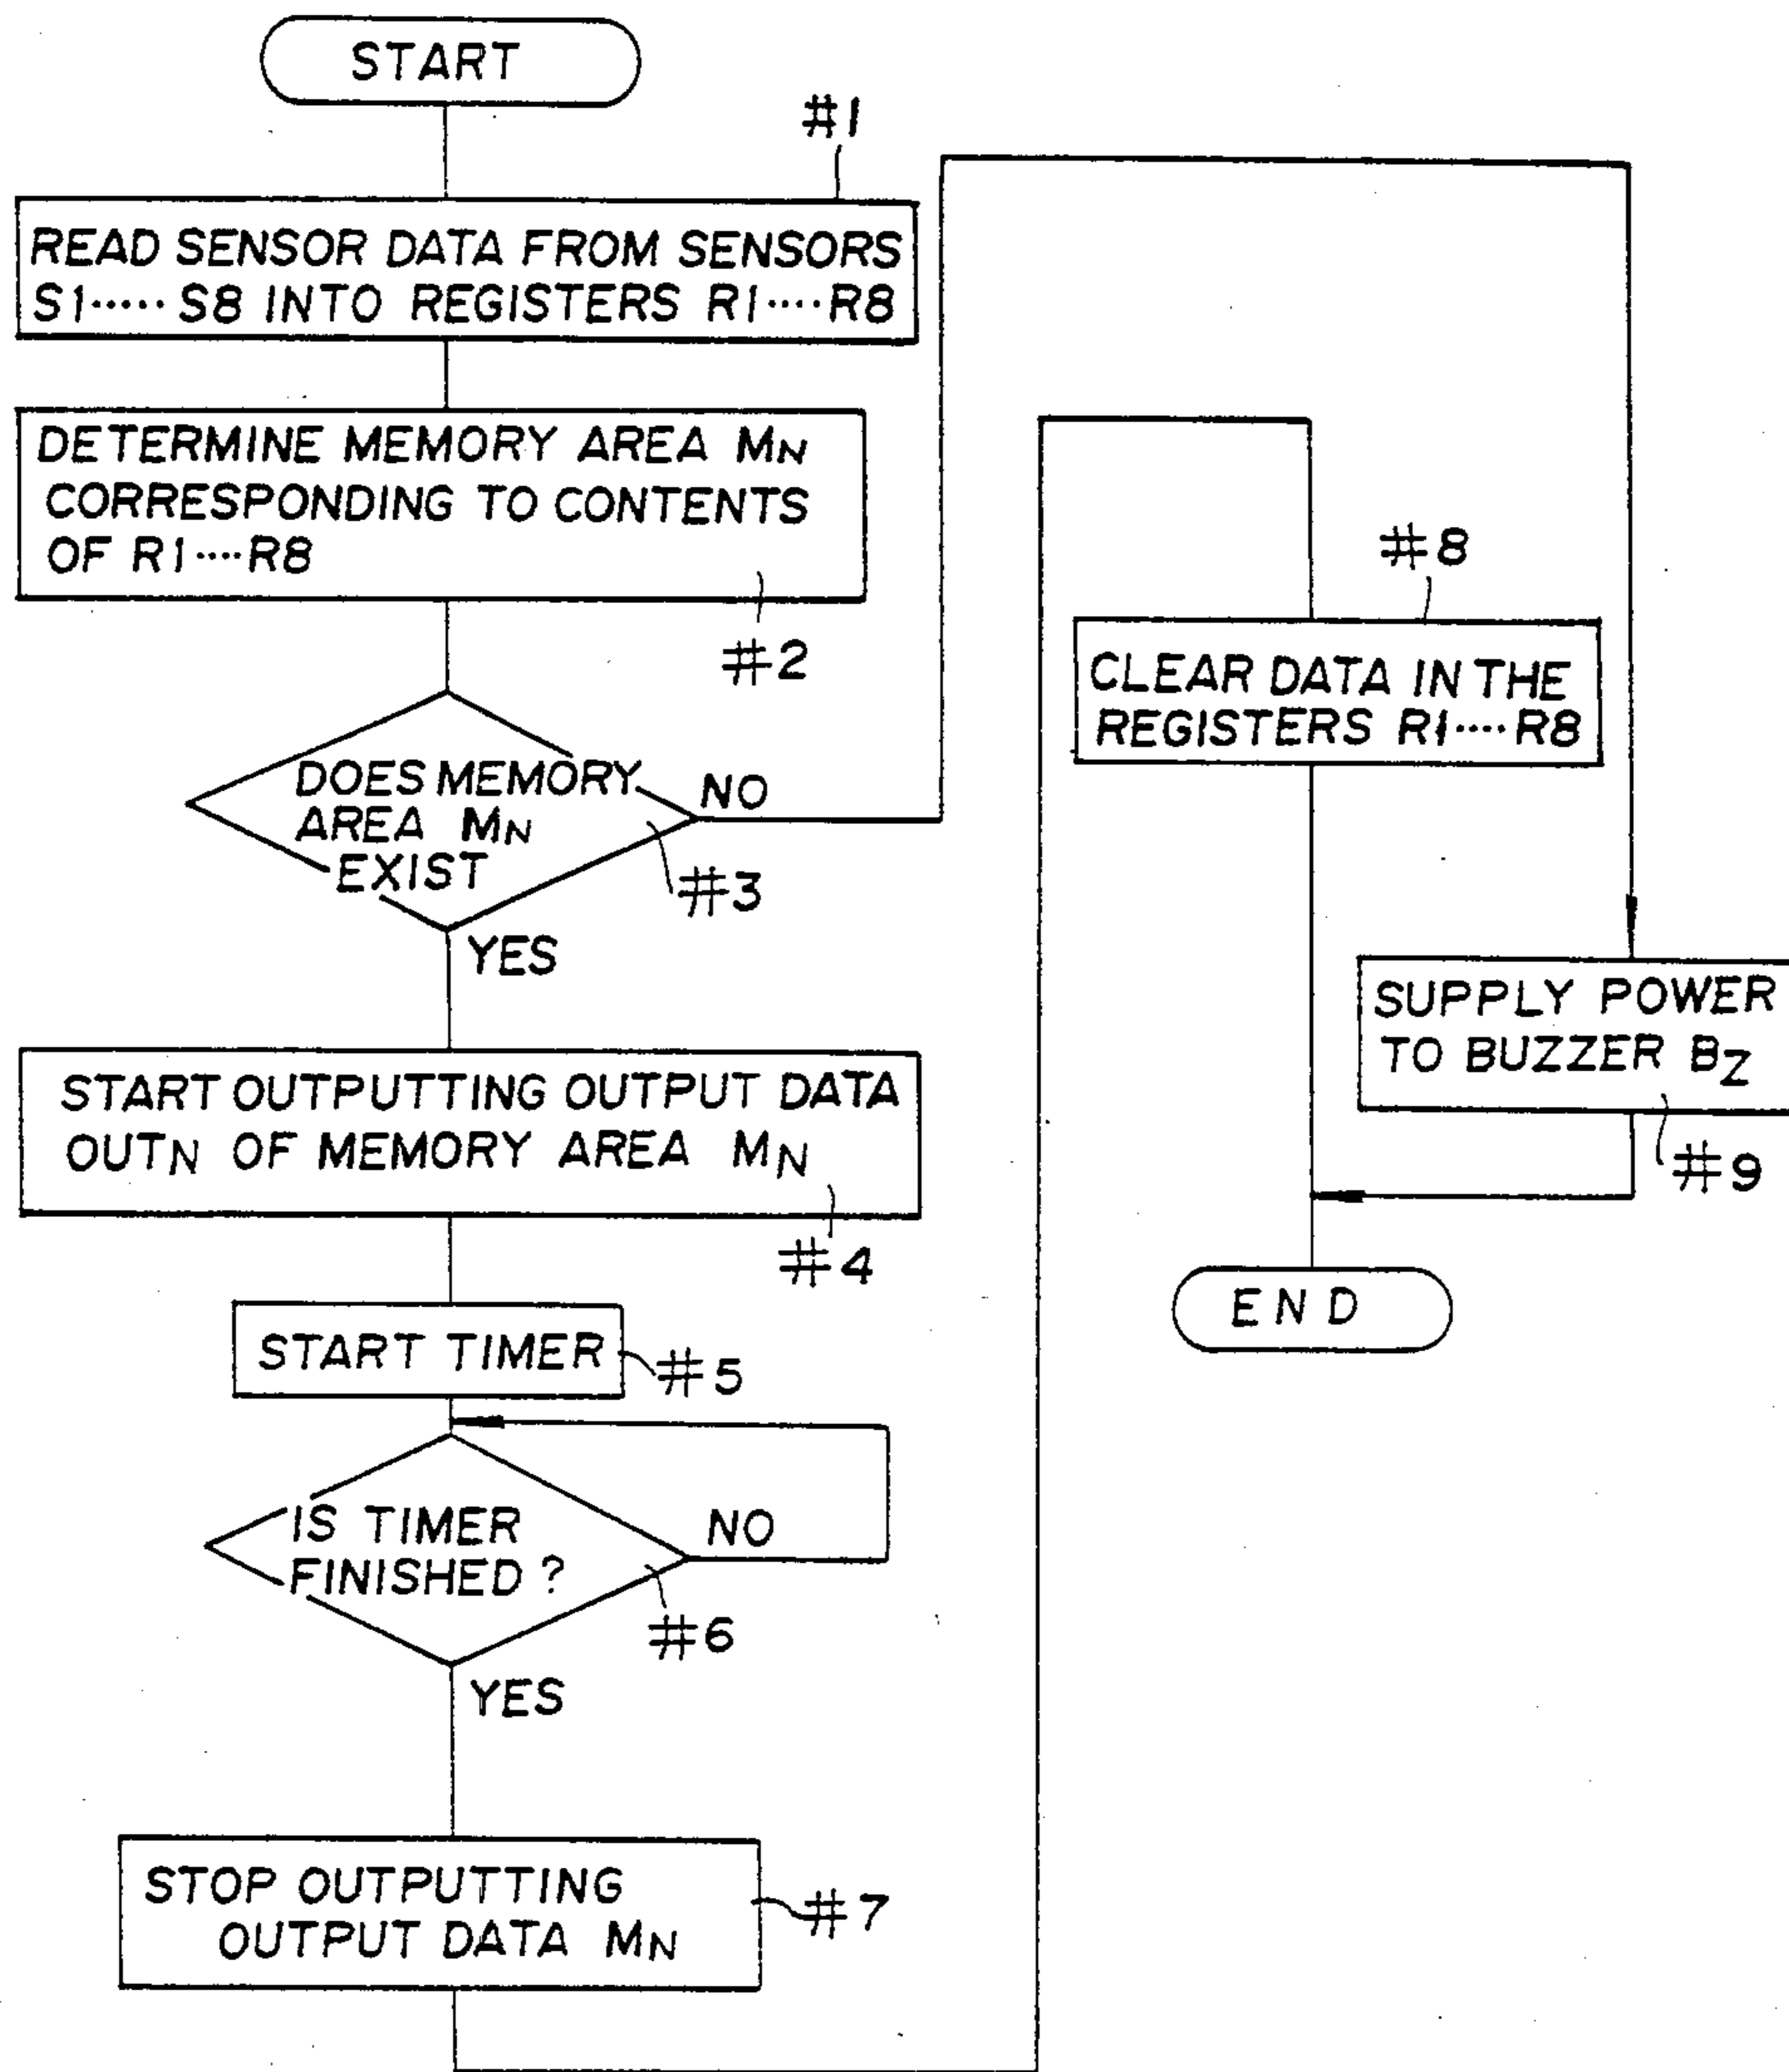 START
#1
READ SENSOR DATA FROM SENSORS
S1·····S8 INTO REGISTERS R1····R8
DETERMINE MEMORY AREA MN
CORRESPONDING TO CONTENTS
OF R1····R8
#2
DOES MEMORY
AREA MN
EXIST
NO
#3
YES
START OUTPUTTING OUTPUT DATA
OUTN OF MEMORY AREA MN
#4
START TIMER
#5
IS TIMER
FINISHED ?
NO
#6
YES
STOP OUTPUTTING
OUTPUT DATA MN
#7
#8
CLEAR DATA IN THE
REGISTERS R1····R8
SUPPLY POWER
TO BUZZER BZ
#9
END